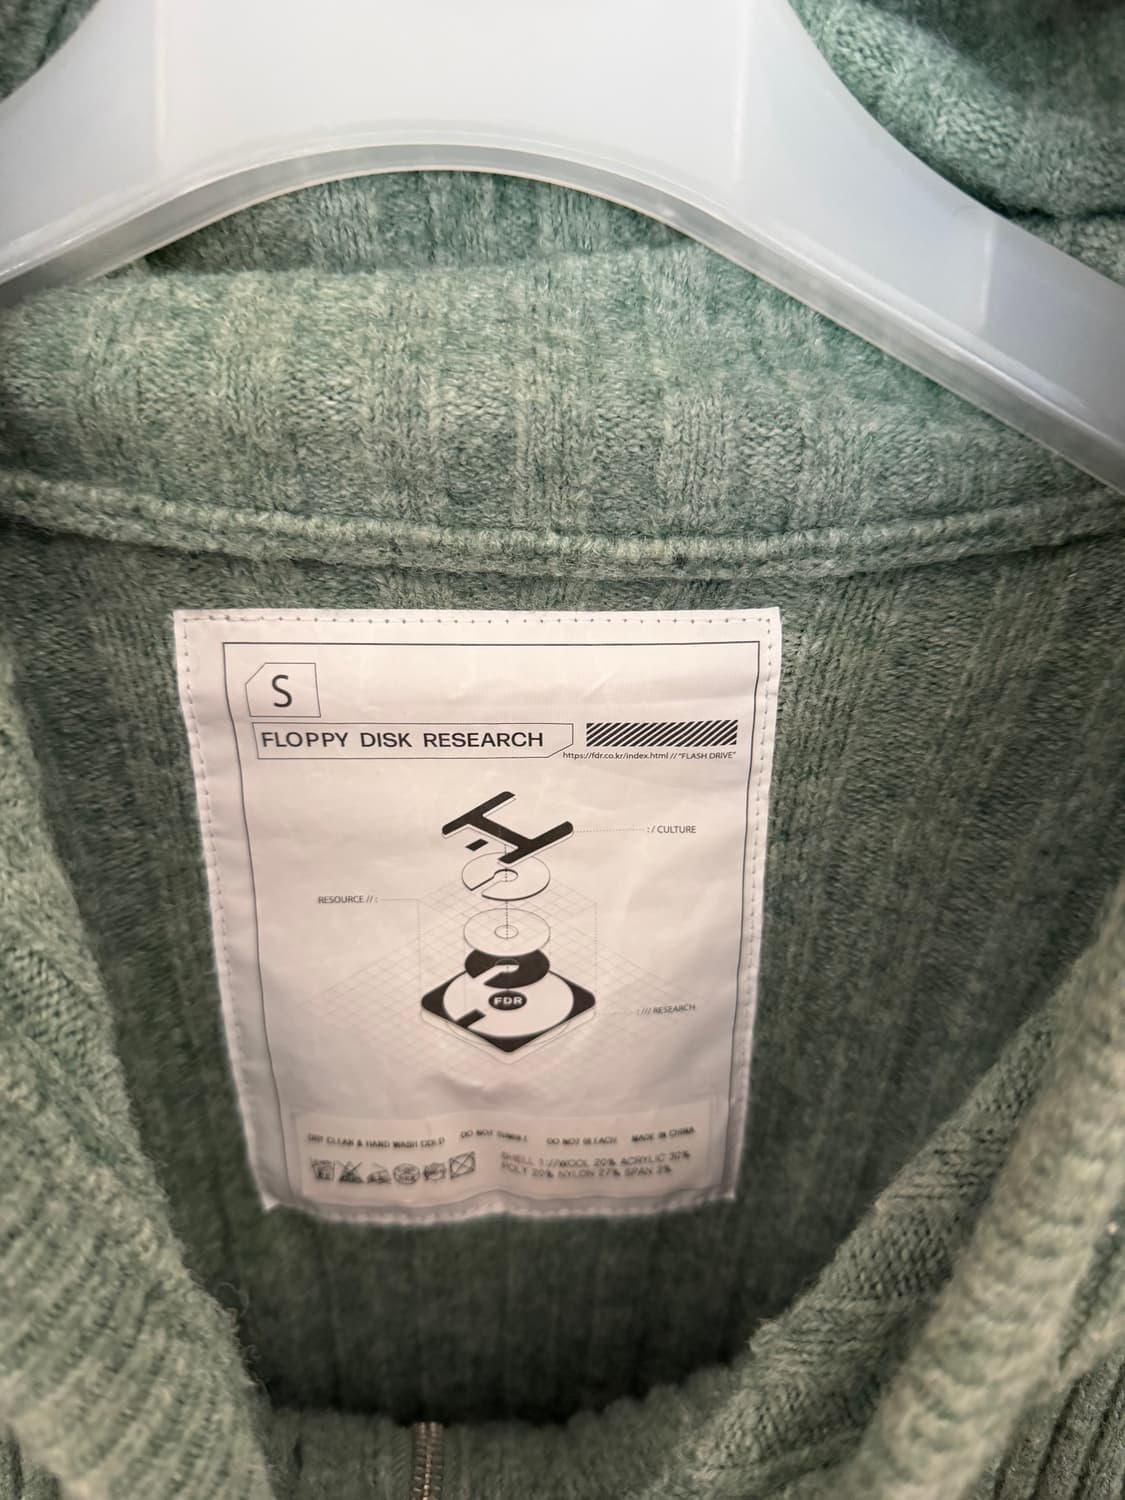 S
FLOPPY DISK RESEARCH
https://fdr.co.kr/index.html // "FLASH DRIVE"
:/ CULTURE
RESOURCE // :
FDR
:/// RESEARCH
DRY CLEAN & HAND WASH COLD DO NOT TUMBLE DO NOT BLEACH MADE IN CHINA
SHELL 1://WOOL 20% ACRYLIC 30%
POLY 20% NYLON 27% SPAN 3%